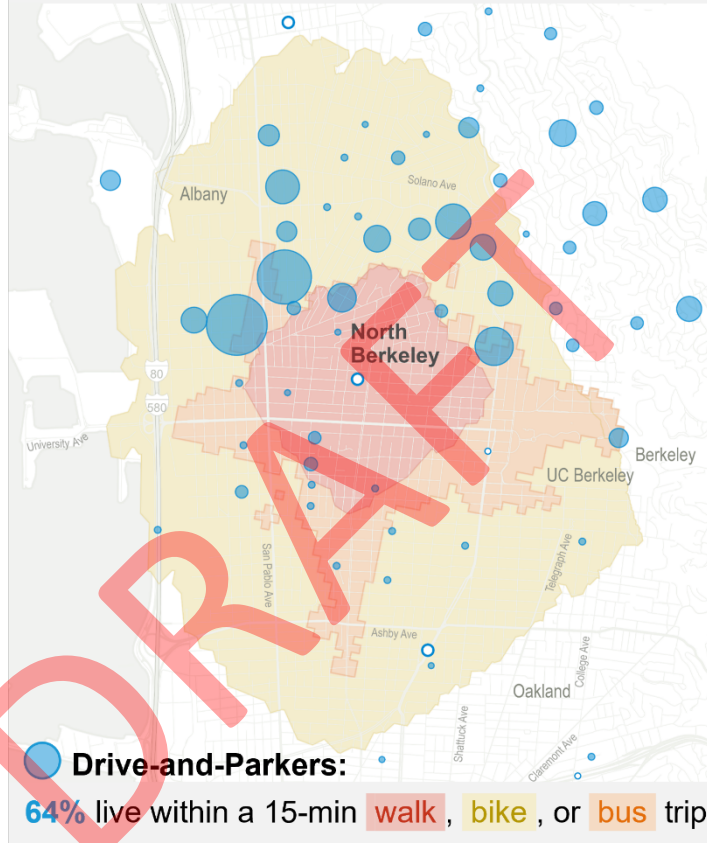 Solano Ave
Albany
North
Berkeley
80
580
University Ave
Berkeley
UC Berkeley
San Pablo Ave
Telegraph Ave
Ashby Ave
College Ave
Oakland
Shattuck Ave
Claremont Ave
DRAFT
Drive-and-Parkers:
64% live within a 15-min walk, bike, or bus trip